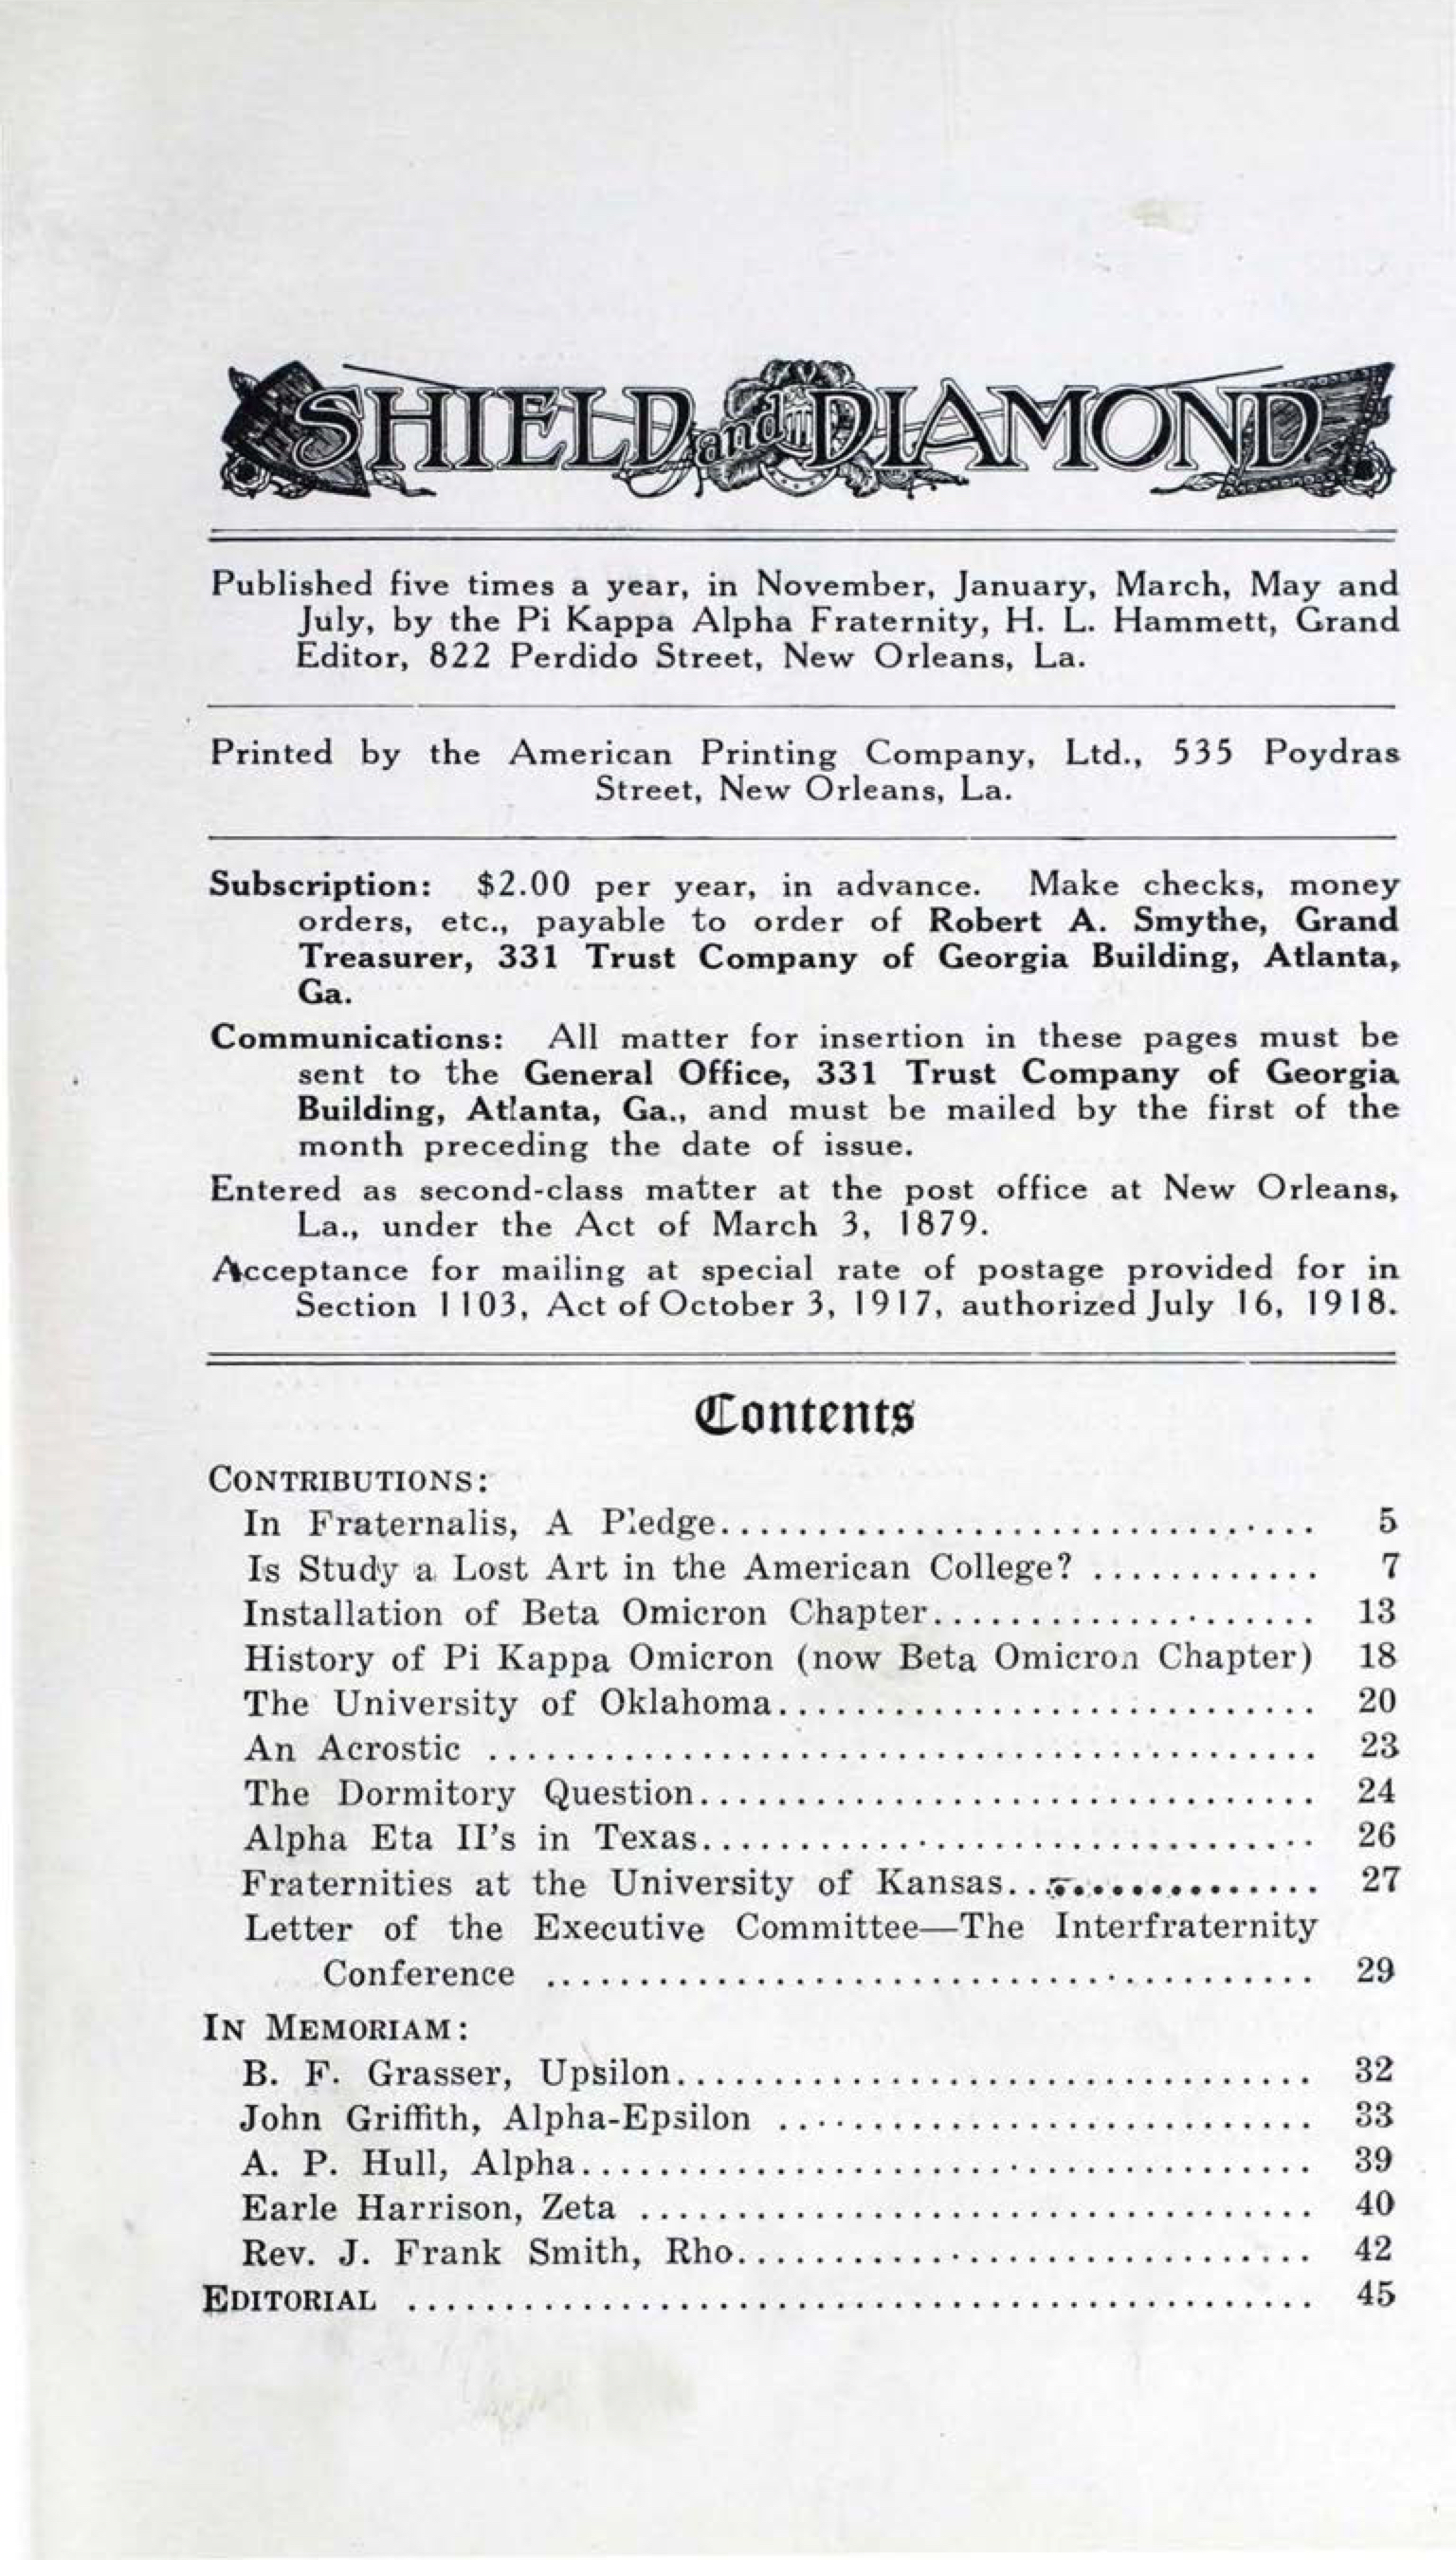 SHIELD and DIAMOND
Published five times a year, in November, January, March, May and
July, by the Pi Kappa Alpha Fraternity, H. L. Hammett, Grand
Editor, 822 Perdido Street, New Orleans, La.
Printed by the American Printing Company, Ltd., 535 Poydras
Street, New Orleans, La.
Subscription: $2.00 per year, in advance. Make checks, money
orders, etc., payable to order of Robert A. Smythe, Grand
Treasurer, 331 Trust Company of Georgia Building, Atlanta,
Ga.
Communications: All matter for insertion in these pages must be
sent to the General Office, 331 Trust Company of Georgia
Building, Atlanta, Ga., and must be mailed by the first of the
month preceding the date of issue.
Entered as second-class matter at the post office at New Orleans,
La., under the Act of March 3, 1879.
Acceptance for mailing at special rate of postage provided for in
Section 1103, Act of October 3, 1917, authorized July 16, 1918.
Contents
CONTRIBUTIONS:
In Fraternalis, A Pledge.............................. 5
Is Study a Lost Art in the American College? ............ 7
Installation of Beta Omicron Chapter.................... 13
History of Pi Kappa Omicron (now Beta Omicron Chapter) 18
The University of Oklahoma............................ 20
An Acrostic ........................................... 23
The Dormitory Question................................ 24
Alpha Eta II's in Texas................................ 26
Fraternities at the University of Kansas................ 27
Letter of the Executive Committee—The Interfraternity
Conference ........................................ 29
IN MEMORIAM:
B. F. Grasser, Upsilon................................. 32
John Griffith, Alpha-Epsilon ............................ 33
A. P. Hull, Alpha...................................... 39
Earle Harrison, Zeta ................................... 40
Rev. J. Frank Smith, Rho.............................. 42
EDITORIAL ............................................... 45